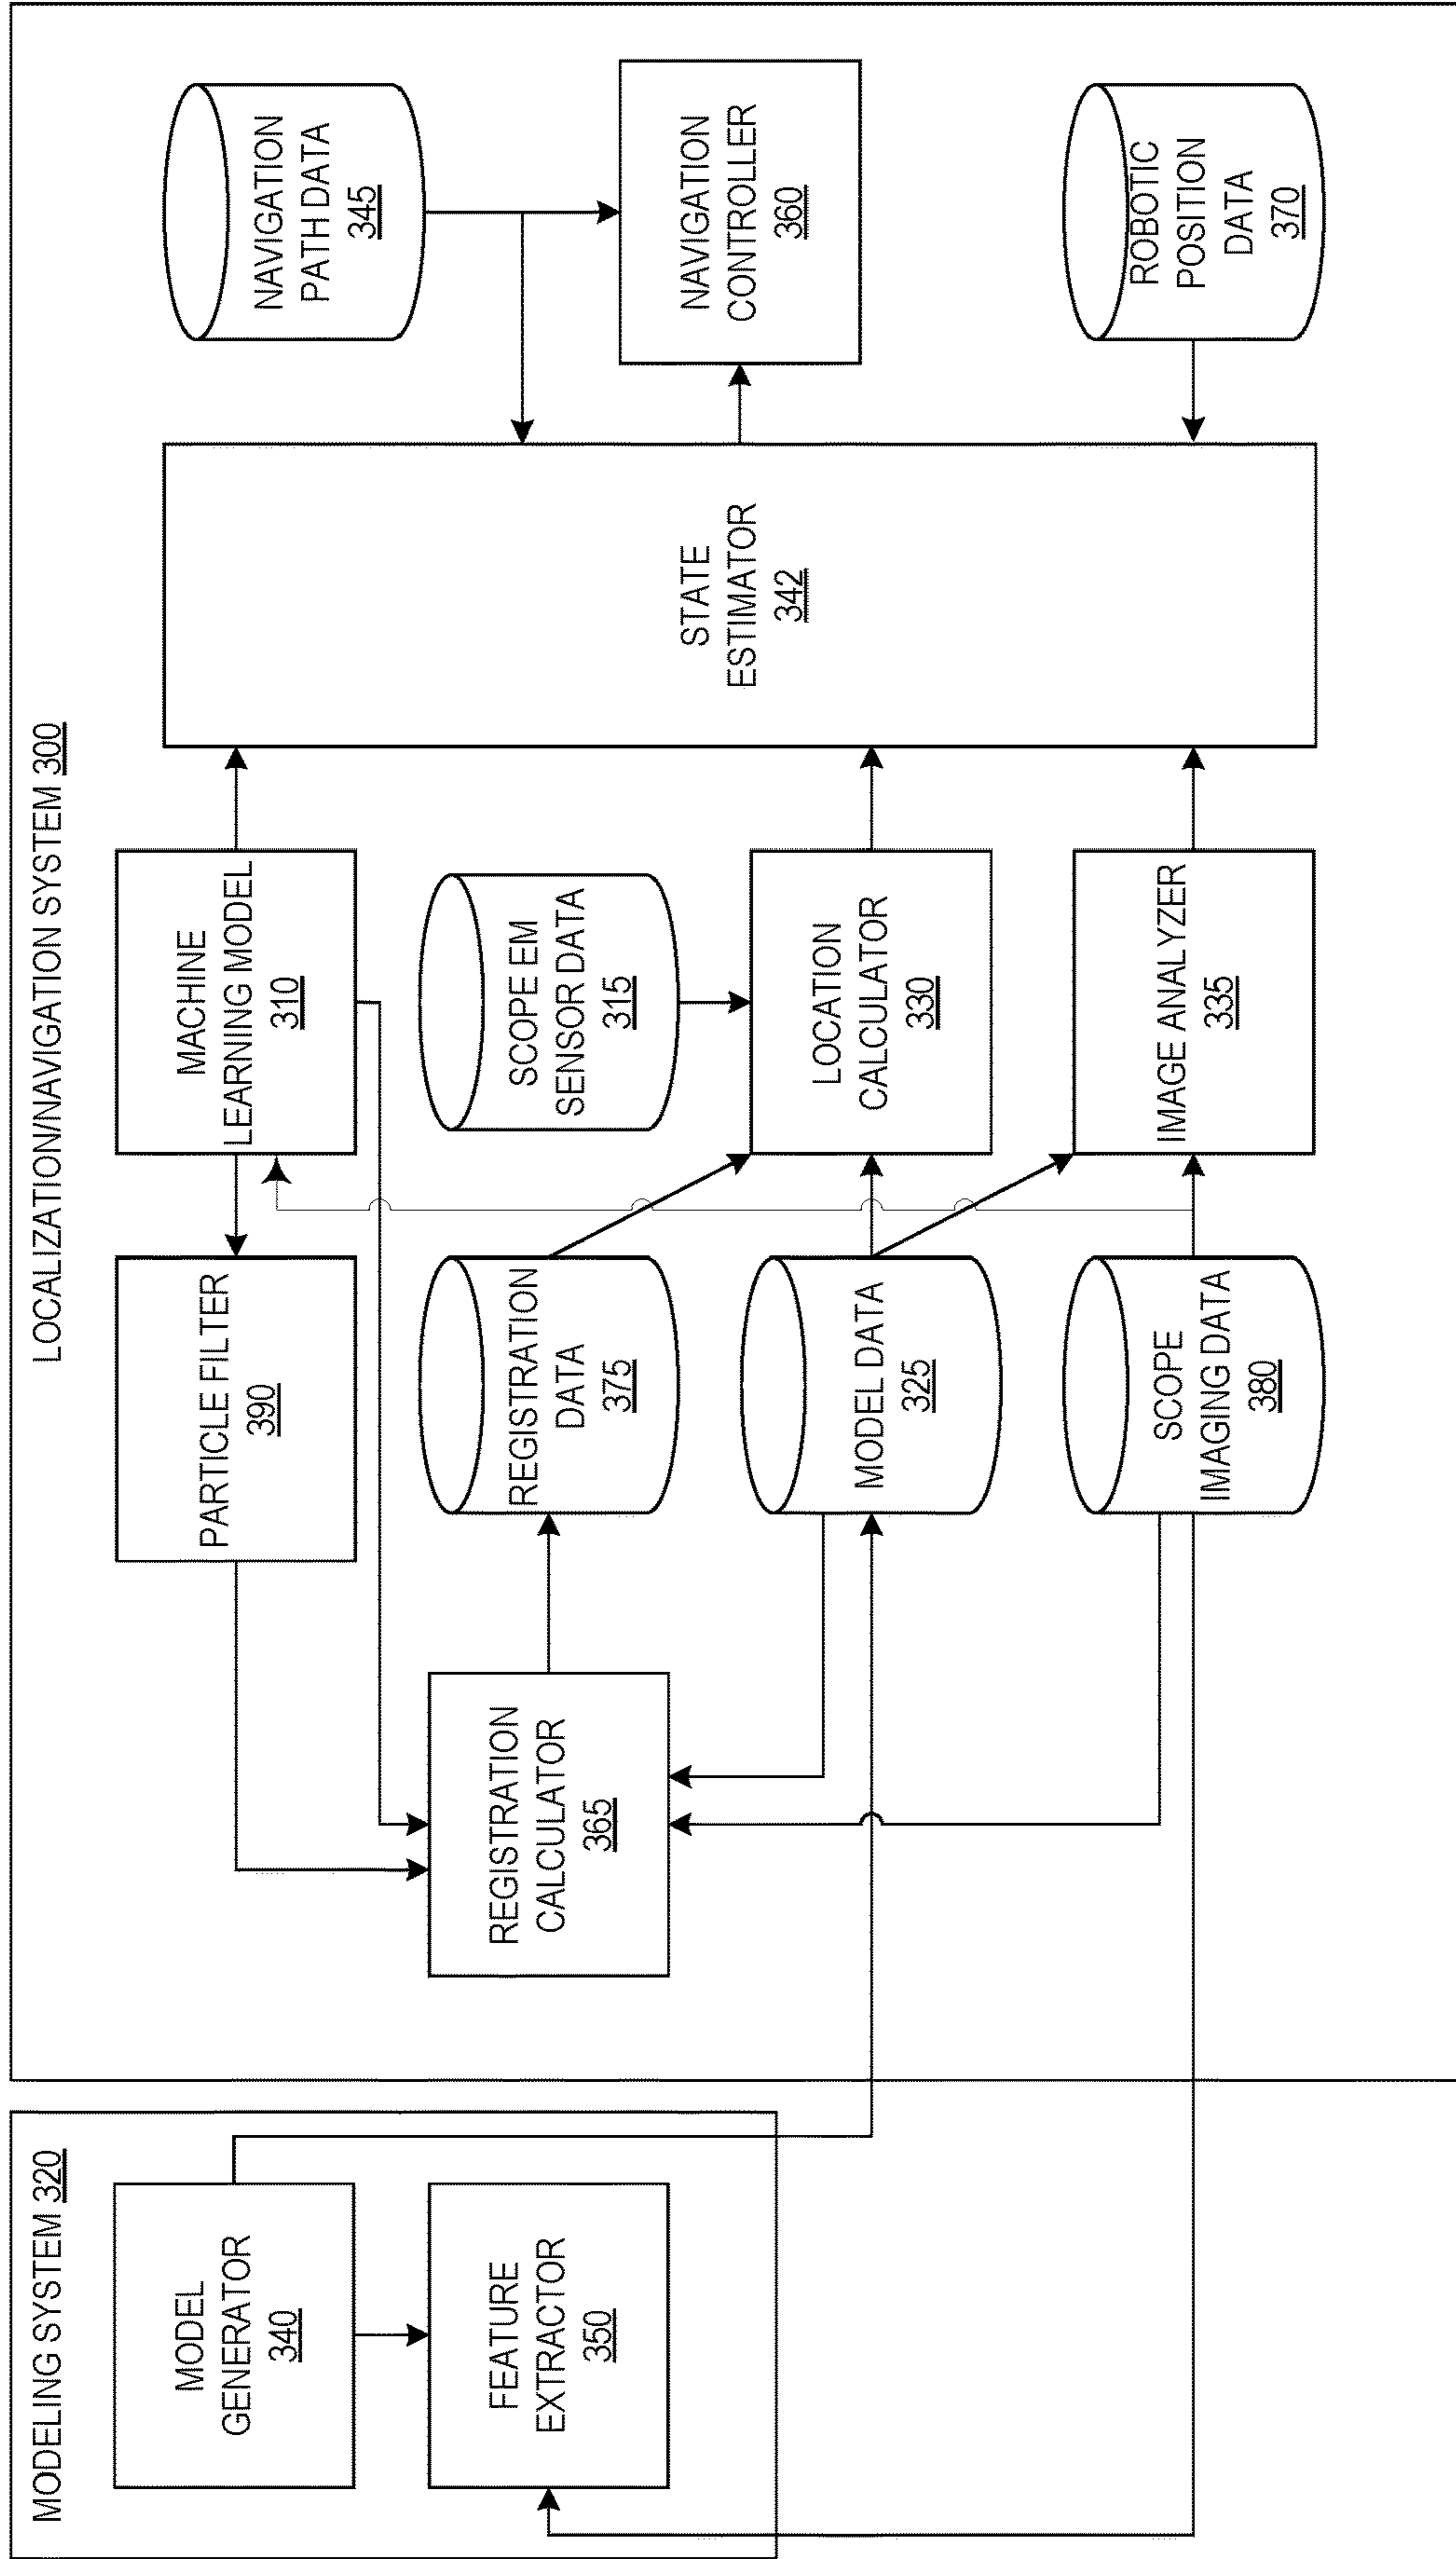 MODELING SYSTEM 320
MODEL
GENERATOR
340
FEATURE
EXTRACTOR
350
LOCALIZATION/NAVIGATION SYSTEM 300
REGISTRATION
CALCULATOR
365
PARTICLE FILTER
390
REGISTRATION
DATA
375
MODEL DATA
325
SCOPE
IMAGING DATA
380
MACHINE
LEARNING MODEL
310
SCOPE EM
SENSOR DATA
315
LOCATION
CALCULATOR
330
IMAGE ANALYZER
335
STATE
ESTIMATOR
342
NAVIGATION
PATH DATA
345
NAVIGATION
CONTROLLER
360
ROBOTIC
POSITION
DATA
370